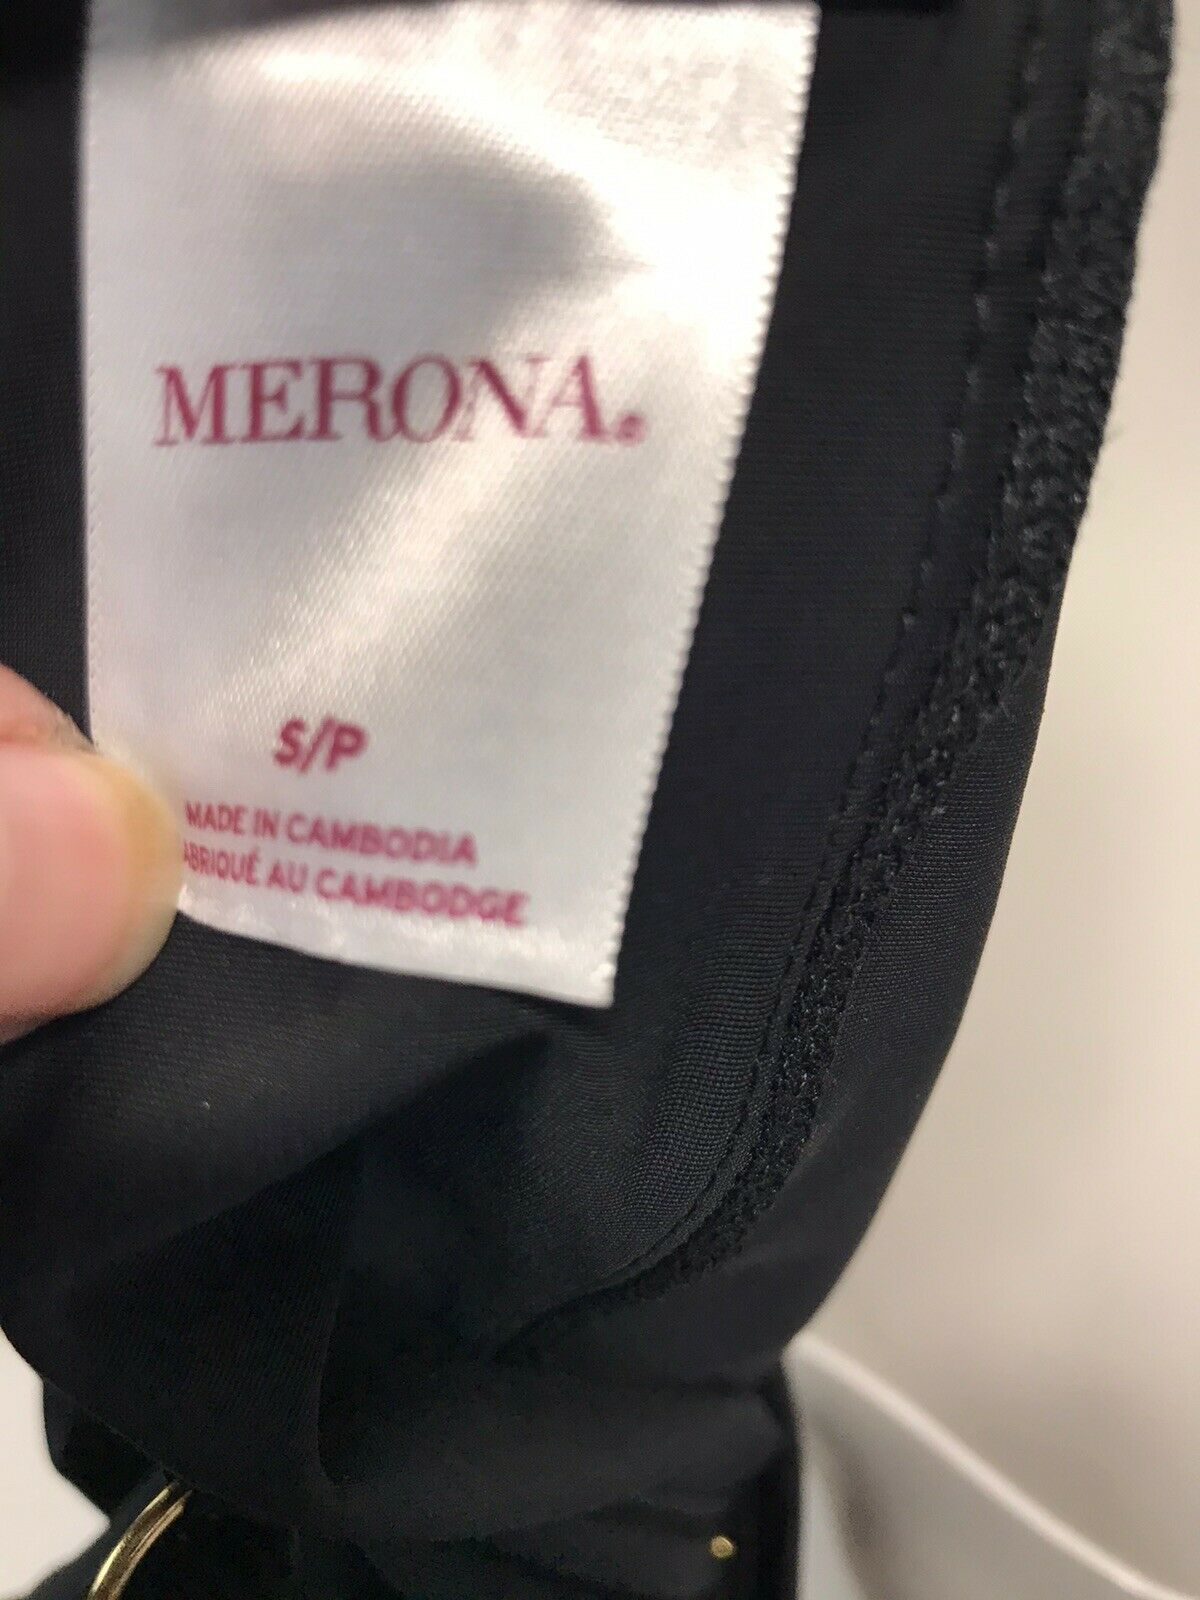 MERONA®
S/P
MADE IN CAMBODIA
ABRIQUÉ AU CAMBODGE